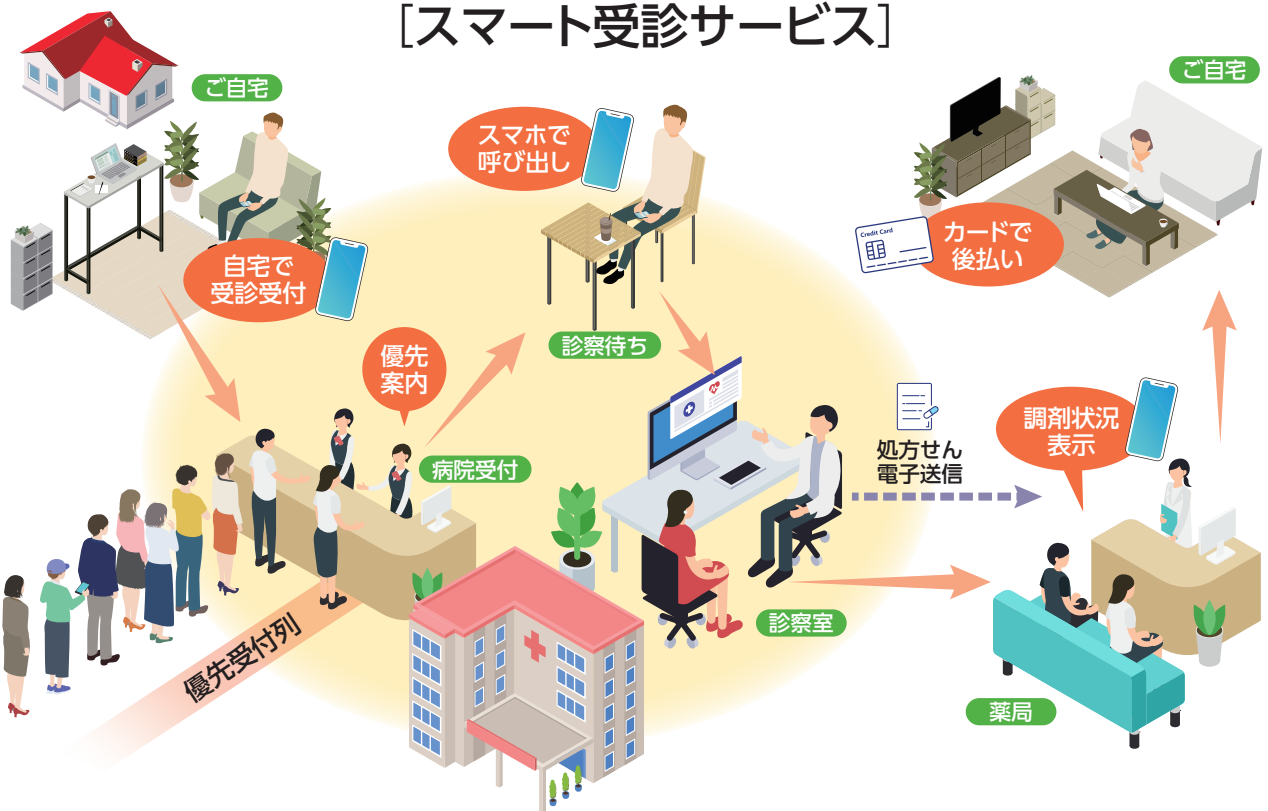 [スマート受診サービス]
ご自宅
自宅で
受診受付
優先
案内
病院受付
優先受付列
スマホで
呼び出し
診察待ち
診察室
処方せん
電子送信
調剤状況
表示
薬局
ご自宅
Credit Card
カードで
後払い